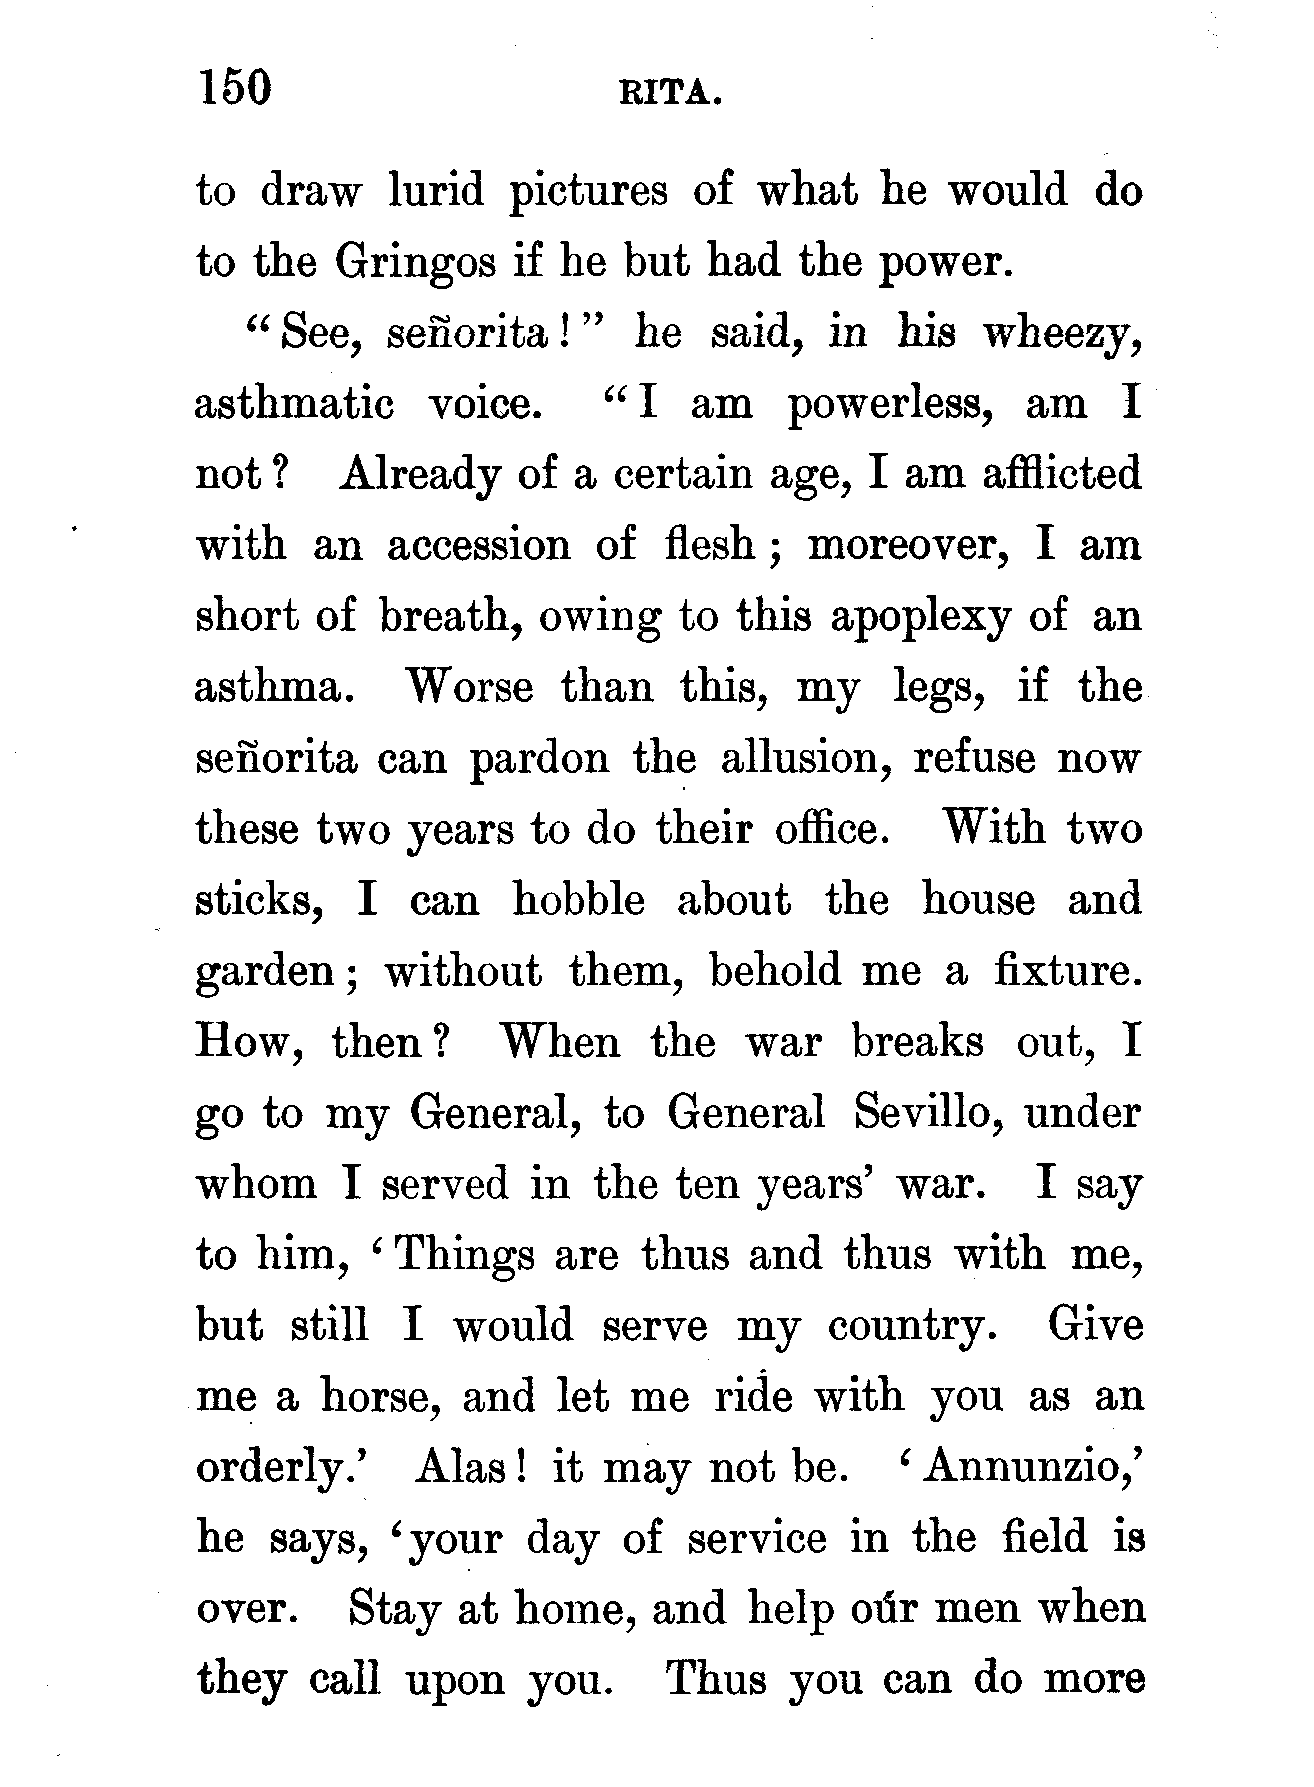 150 RITA.
to draw lurid pictures of what he would do
to the Gringos if he but had the power.
"See, señorita!" he said, in his wheezy,
asthmatic voice. "I am powerless, am I
not? Already of a certain age, I am afflicted
with an accession of flesh; moreover, I am
short of breath, owing to this apoplexy of an
asthma. Worse than this, my legs, if the
señorita can pardon the allusion, refuse now
these two years to do their office. With two
sticks, I can hobble about the house and
garden; without them, behold me a fixture.
How, then? When the war breaks out, I
go to my General, to General Sevillo, under
whom I served in the ten years' war. I say
to him, 'Things are thus and thus with me,
but still I would serve my country. Give
me a horse, and let me ride with you as an
orderly.' Alas! it may not be. 'Annunzio,'
he says, 'your day of service in the field is
over. Stay at home, and help our men when
they call upon you. Thus you can do more